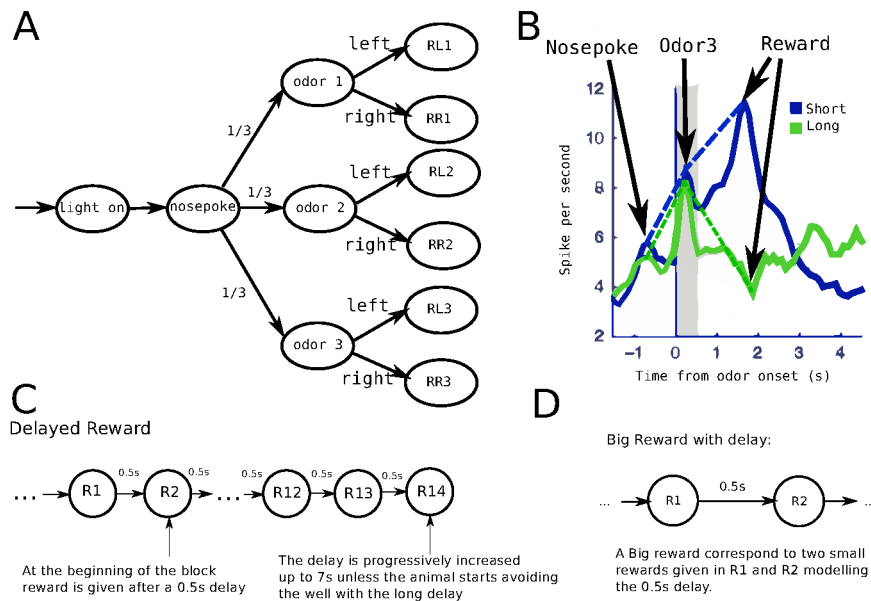 A
light on
nosepoke
1/3
1/3
1/3
odor 1
odor 2
odor 3
left
right
left
right
left
right
RL1
RR1
RL2
RR2
RL3
RR3
B
Nosepoke
Odor3
Reward
Short
Long
Spike per second
12
10
8
6
4
2
−1
0
1
2
3
4
Time from odor onset (s)
C
Delayed Reward
...
R1
0.5s
R2
0.5s
...
0.5s
R12
0.5s
R13
0.5s
R14
At the beginning of the block
reward is given after a 0.5s delay
The delay is progressively increased
up to 7s unless the animal starts avoiding
the well with the long delay
D
Big Reward with delay:
...
R1
0.5s
R2
..
A Big reward correspond to two small
rewards given in R1 and R2 modelling
the 0.5s delay.